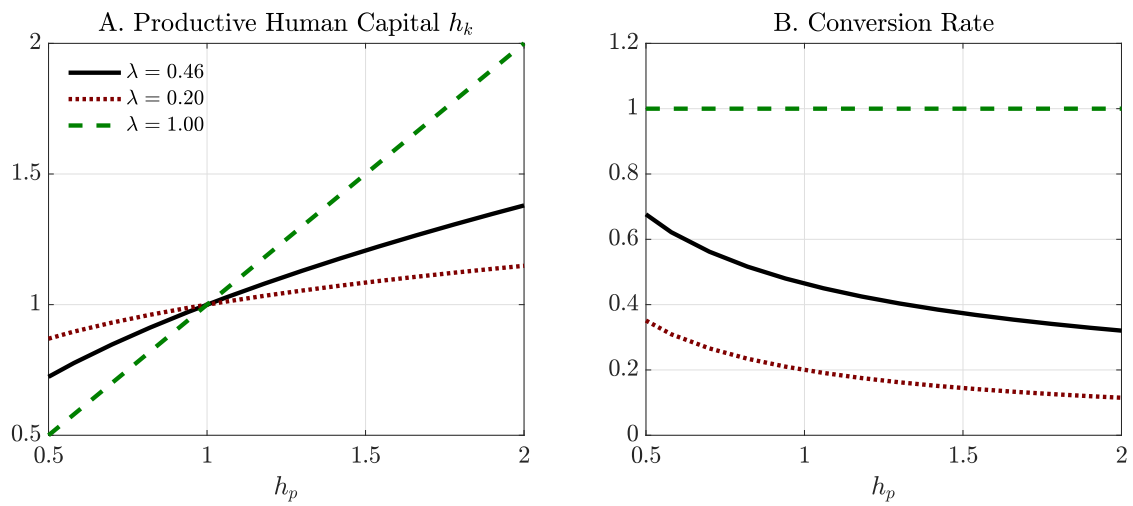 A. Productive Human Capital h_k
2
1.5
1
0.5
0.5
1
1.5
2
h_p
λ = 0.46
λ = 0.20
λ = 1.00
B. Conversion Rate
1.2
1
0.8
0.6
0.4
0.2
0
0.5
1
1.5
2
h_p